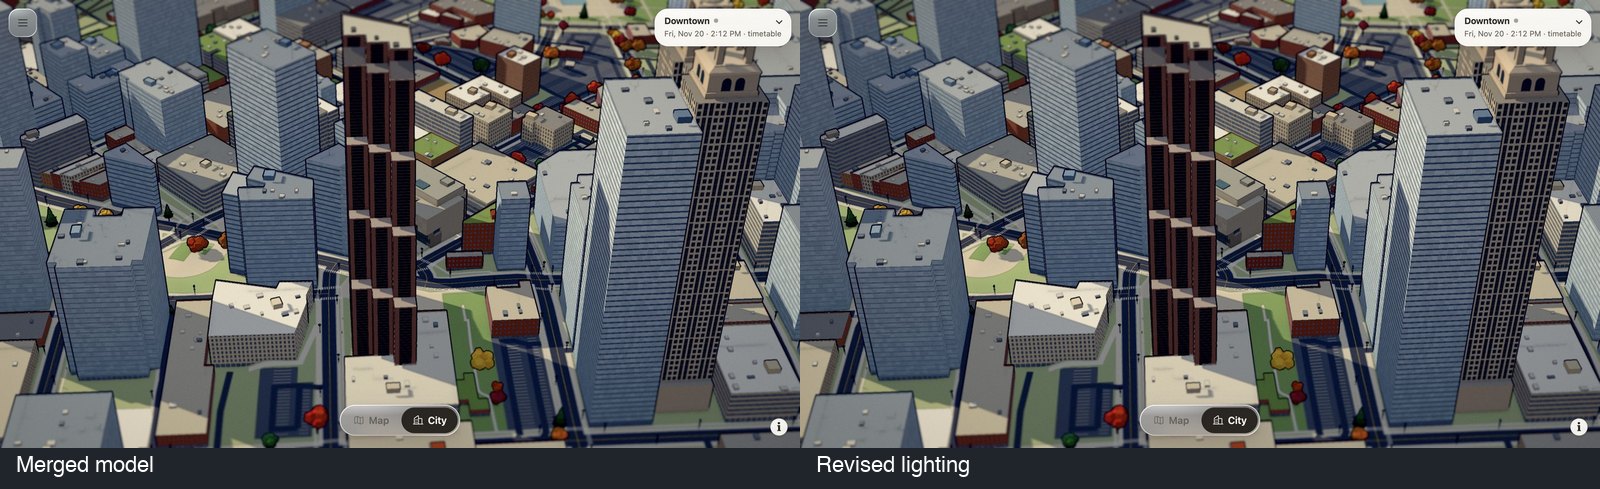 Downtown
Fri, Nov 20 · 2:12 PM · timetable
Map
City
i
Merged model
Downtown
Fri, Nov 20 · 2:12 PM · timetable
Map
City
i
Revised lighting